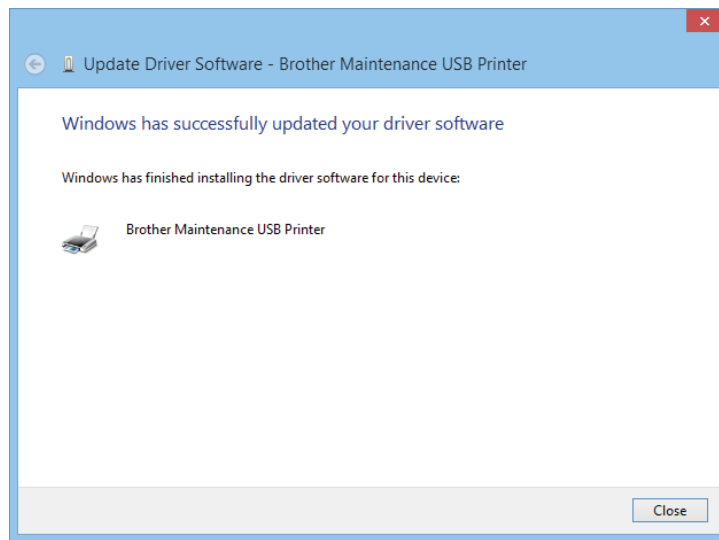 Update Driver Software - Brother Maintenance USB Printer
Windows has successfully updated your driver software
Windows has finished installing the driver software for this device:
Brother Maintenance USB Printer
Close